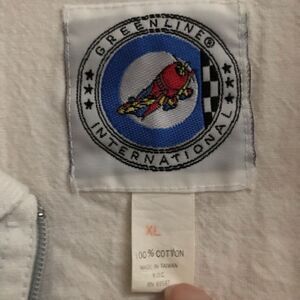 GREENLINE®
INTERNATIONAL
XL
100% COTTON
MADE IN TAIWAN
R.O.C.